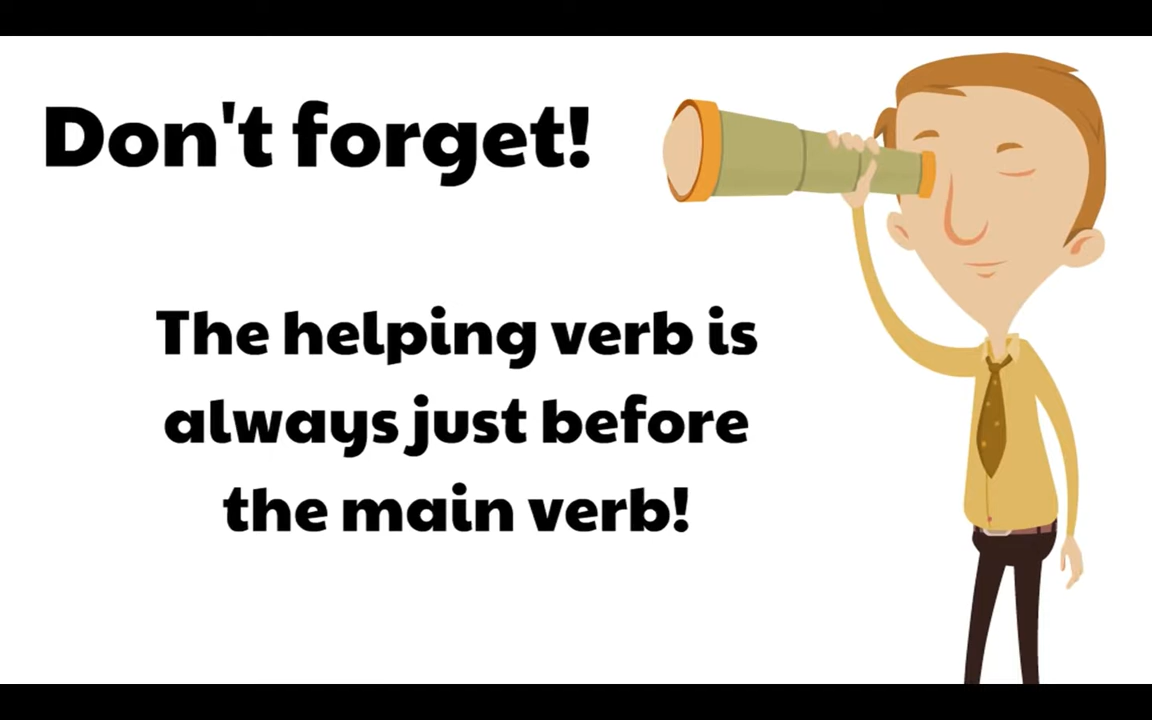 Don't forget!
The helping verb is
always just before
the main verb!